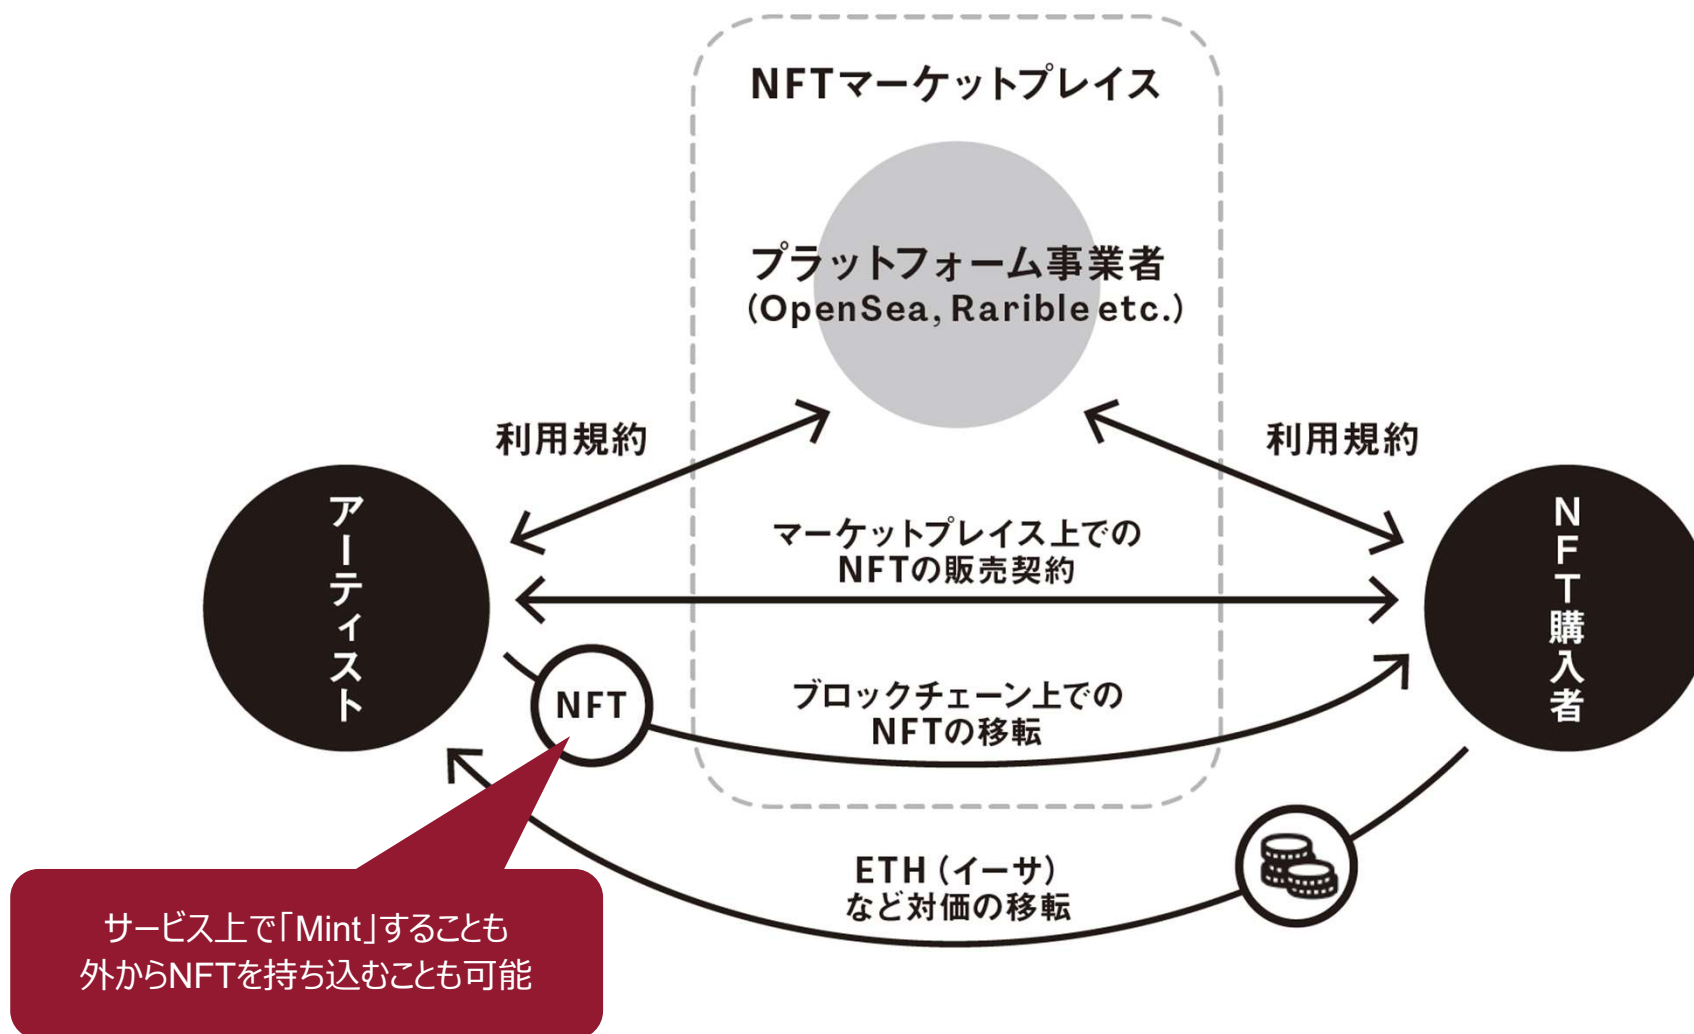 NFTマーケットプレイス
プラットフォーム事業者
(OpenSea, Rarible etc.)
利用規約
利用規約
アーティスト
NFT購入者
マーケットプレイス上での
NFTの販売契約
NFT
ブロックチェーン上での
NFTの移転
ETH（イーサ）
など対価の移転
サービス上で「Mint」することも
外からNFTを持ち込むことも可能